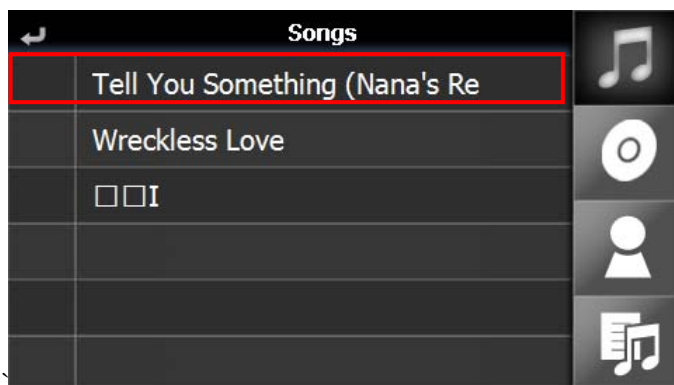 Songs
Tell You Something (Nana's Re
Wreckless Love
□□I
`